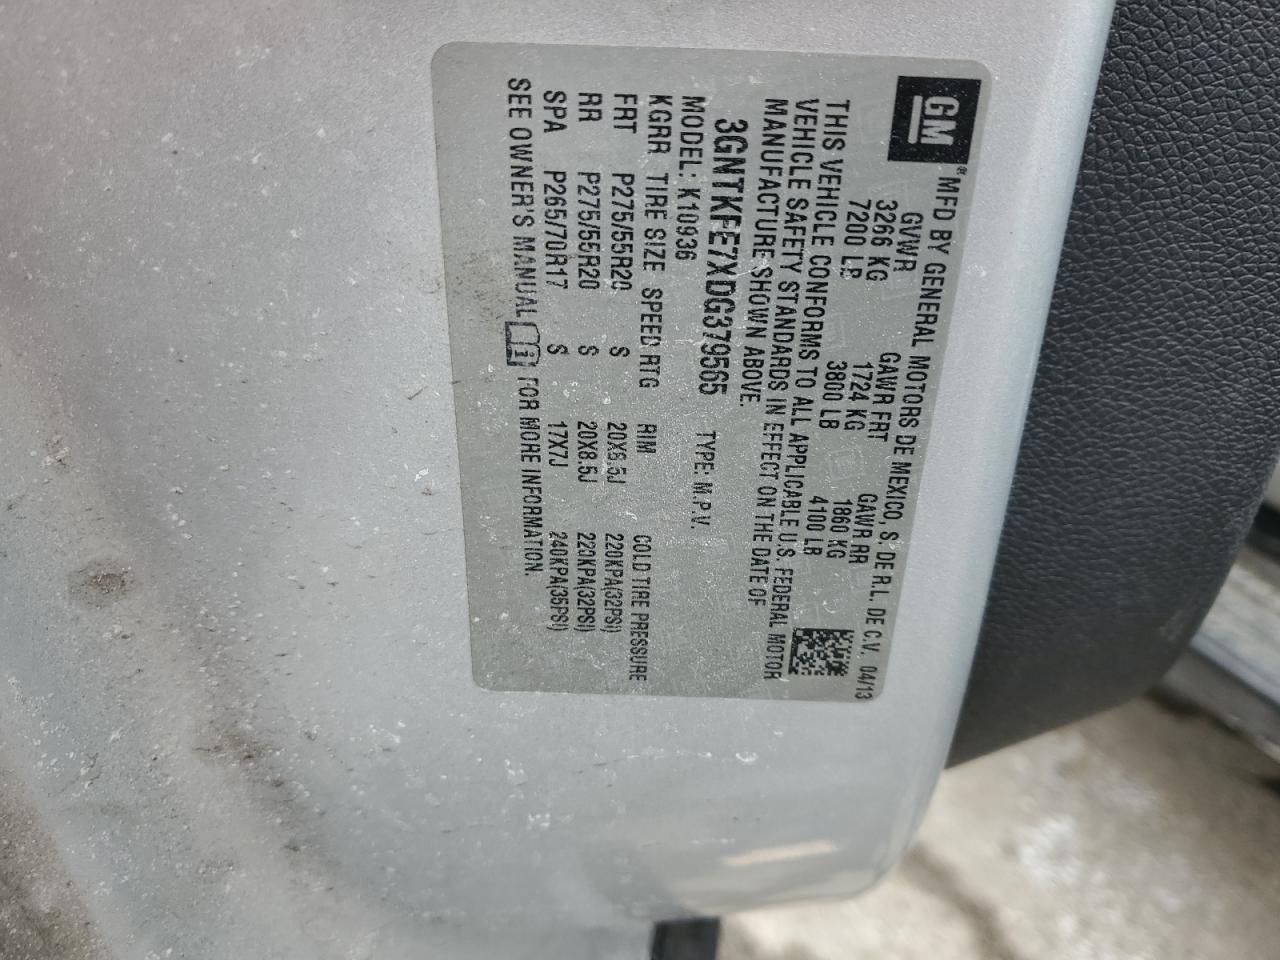 GM
® MFD BY GENERAL MOTORS DE MEXICO, S. DE R.L. DE C.V. 04/13
GVWR GAWR FRT GAWR RR
3266 KG 1724 KG 1860 KG
7200 LB 3800 LB 4100 LB
THIS VEHICLE CONFORMS TO ALL APPLICABLE U.S. FEDERAL MOTOR
VEHICLE SAFETY STANDARDS IN EFFECT ON THE DATE OF
MANUFACTURE SHOWN ABOVE.
3GNTKFE7XDG379565 TYPE: M.P.V.
MODEL: K10936
KGRR TIRE SIZE SPEED RTG RIM COLD TIRE PRESSURE
FRT P275/55R20 S 20X8.5J 220KPA(32PSI)
RR P275/55R20 S 20X8.5J 220KPA(32PSI)
SPA P265/70R17 S 17X7J 240KPA(35PSI)
SEE OWNER'S MANUAL i FOR MORE INFORMATION.